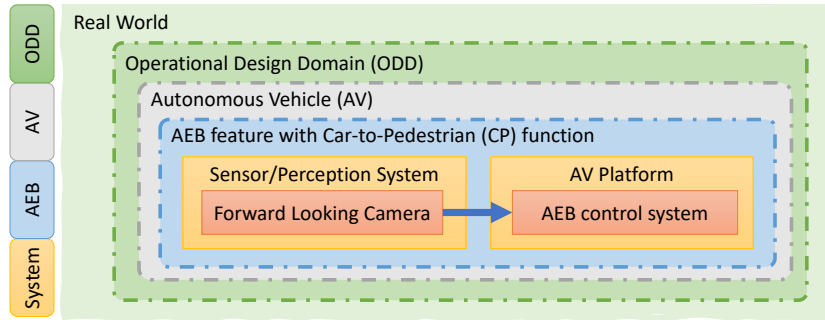 ODD
AV
AEB
System
Real World
Operational Design Domain (ODD)
Autonomous Vehicle (AV)
AEB feature with Car-to-Pedestrian (CP) function
Sensor/Perception System
Forward Looking Camera
AV Platform
AEB control system